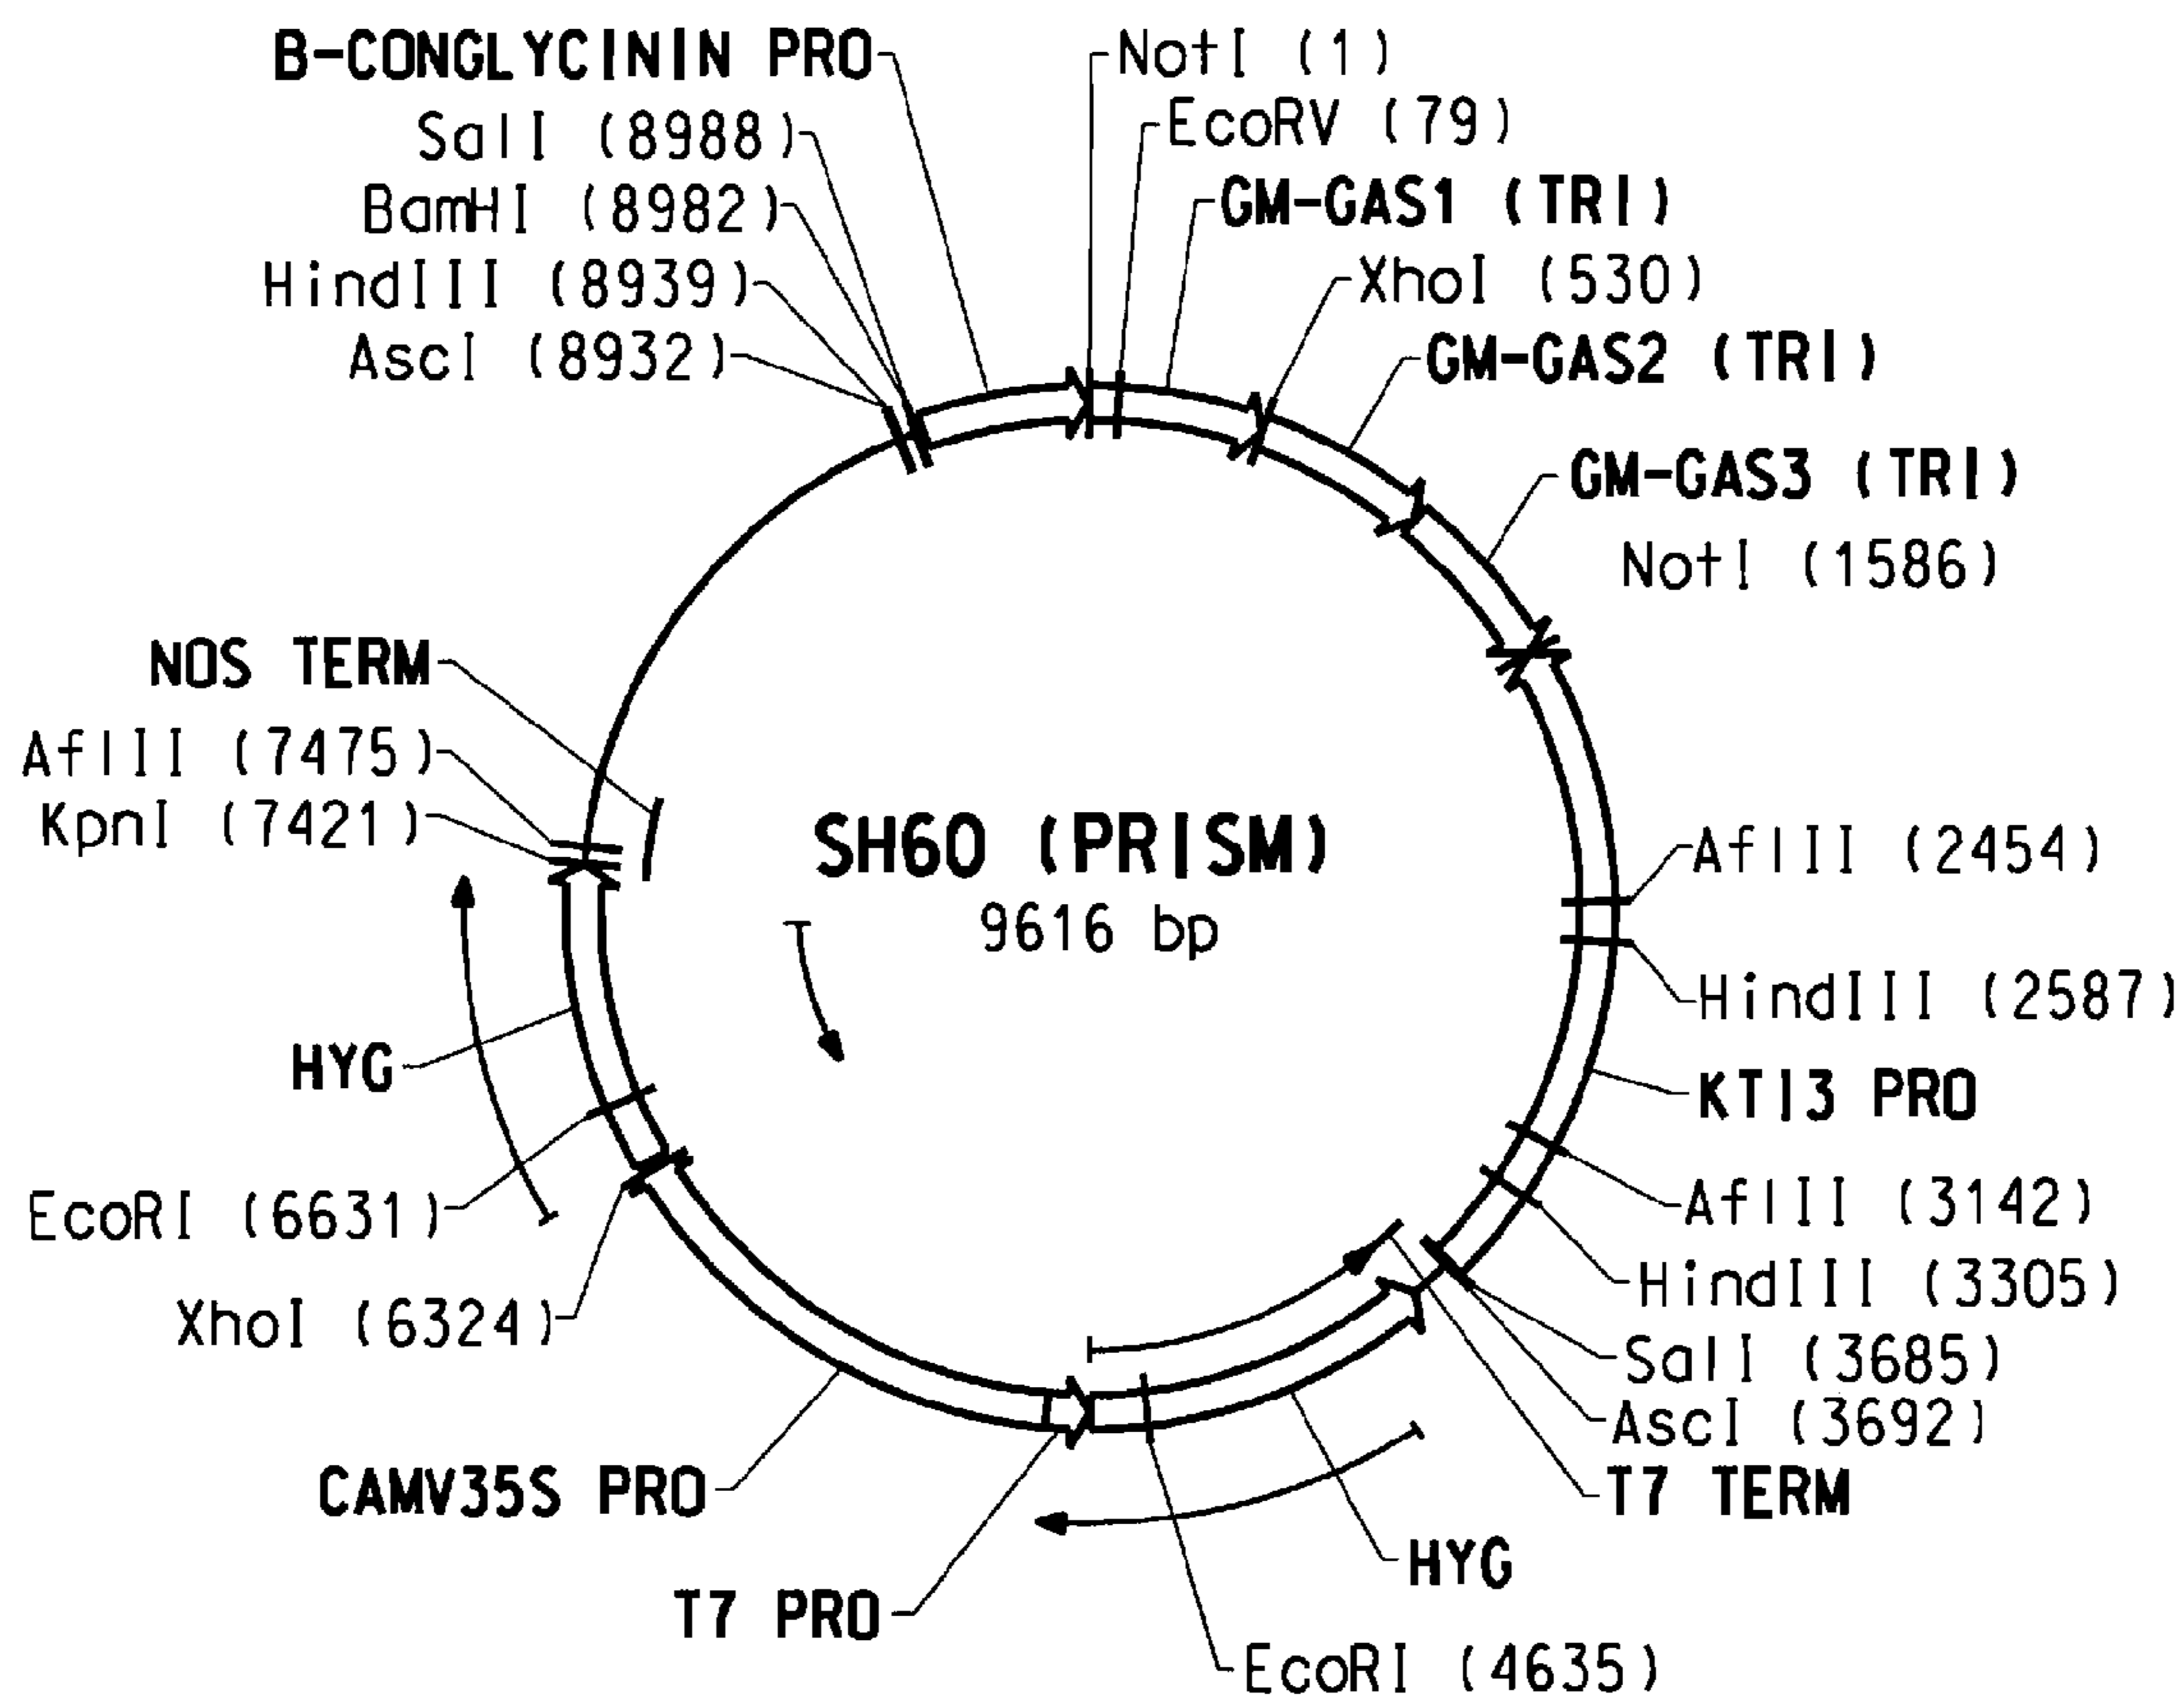 B-CONGLYCININ PRO
NotI (1)
SalI (8988)
EcoRV (79)
BamHI (8982)
GM-GAS1 (TRI)
HindIII (8939)
XhoI (530)
AscI (8932)
GM-GAS2 (TRI)
GM-GAS3 (TRI)
NotI (1586)
NOS TERM
AflII (7475)
KpnI (7421)
SH60 (PRISM)
9616 bp
AflII (2454)
HindIII (2587)
HYG
KTI3 PRO
EcoRI (6631)
AflII (3142)
XhoI (6324)
HindIII (3305)
SalI (3685)
AscI (3692)
CAMV35S PRO
T7 TERM
HYG
T7 PRO
EcoRI (4635)